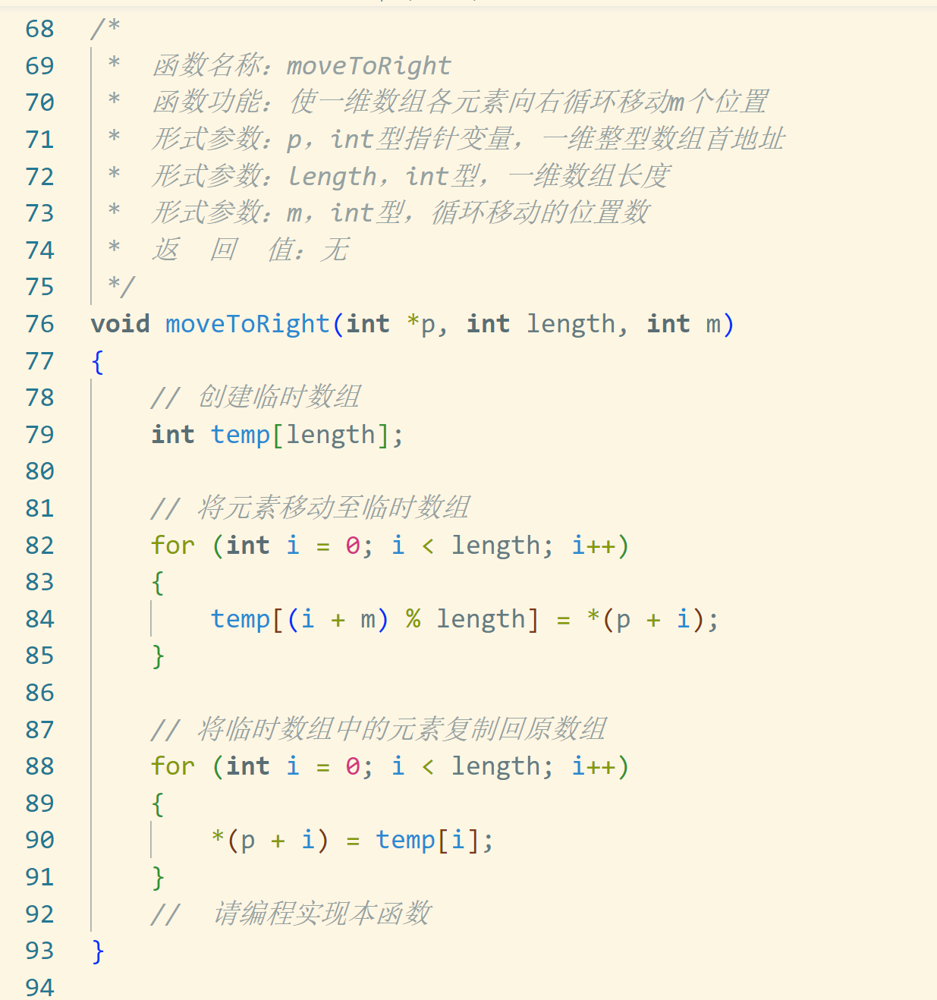 68 /*
69  *  函数名称：moveToRight
70  *  函数功能：使一维数组各元素向右循环移动m个位置
71  *  形式参数：p，int型指针变量，一维整型数组首地址
72  *  形式参数：length，int型，一维数组长度
73  *  形式参数：m，int型，循环移动的位置数
74  *  返  回  值：无
75  */
76 void moveToRight(int *p, int length, int m)
77 {
78     // 创建临时数组
79     int temp[length];
80
81     // 将元素移动至临时数组
82     for (int i = 0; i < length; i++)
83     {
84         temp[(i + m) % length] = *(p + i);
85     }
86
87     // 将临时数组中的元素复制回原数组
88     for (int i = 0; i < length; i++)
89     {
90         *(p + i) = temp[i];
91     }
92     //  请编程实现本函数
93 }
94